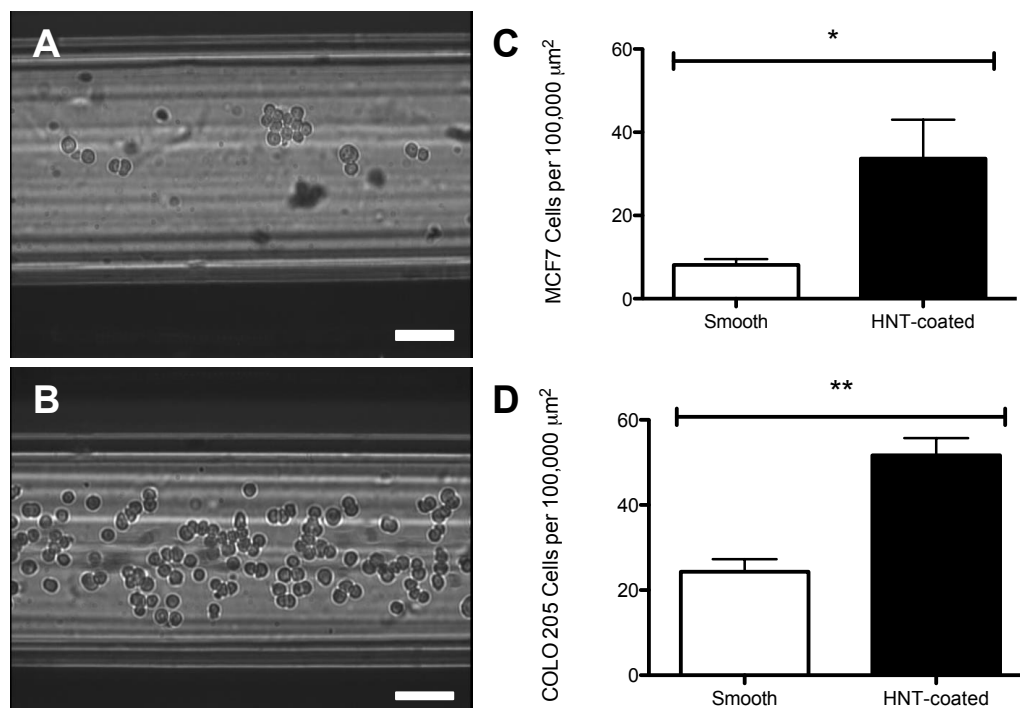 A
B
C
*
MCF7 Cells per 100,000 µm²
60
40
20
0
Smooth
HNT-coated
D
**
COLO 205 Cells per 100,000 µm²
60
40
20
0
Smooth
HNT-coated